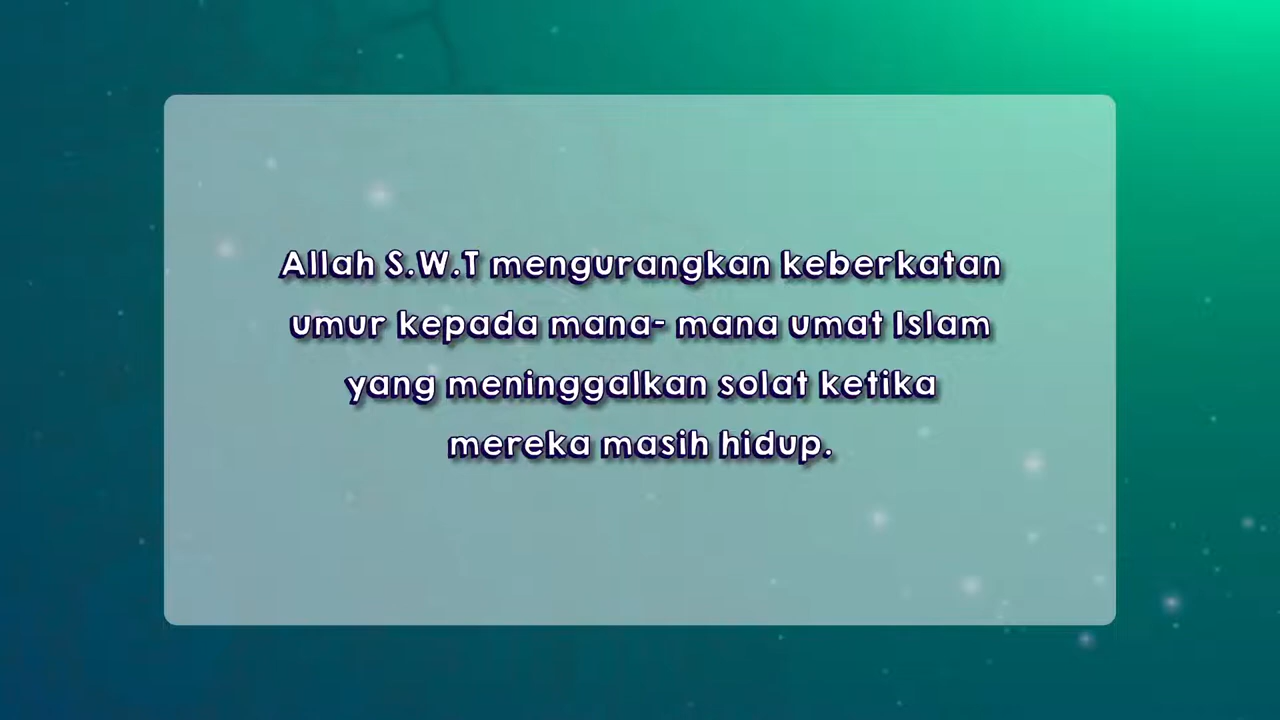 Allah S.W.T mengurangkan keberkatan
umur kepada mana- mana umat Islam
yang meninggalkan solat ketika
mereka masih hidup.